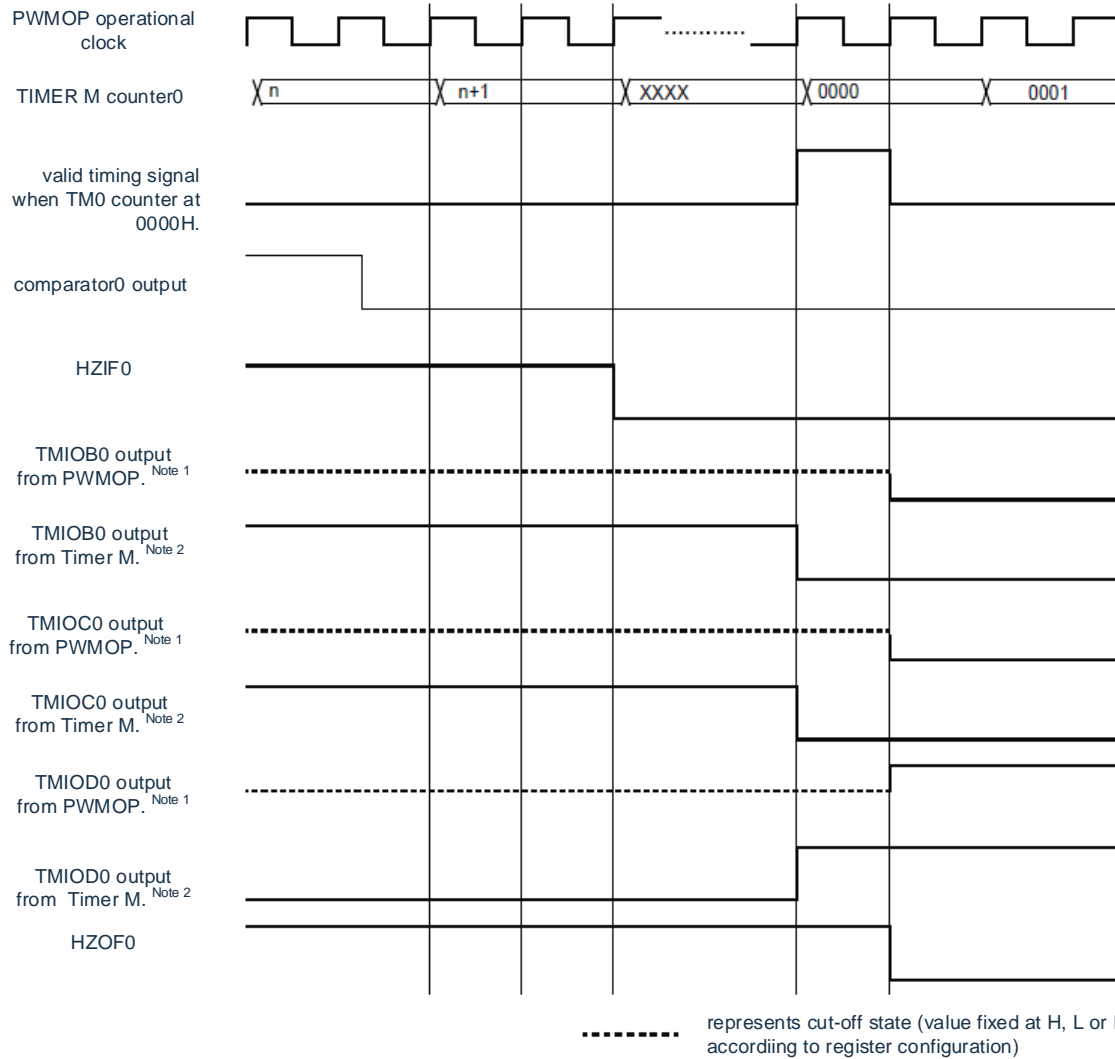 PWMOP operational
clock
TIMER M counter0
n
n+1
XXXX
0000
0001
valid timing signal
when TM0 counter at
0000H.
comparator0 output
HZIF0
TMIOB0 output
from PWMOP. Note 1
TMIOB0 output
from Timer M. Note 2
TMIOC0 output
from PWMOP. Note 1
TMIOC0 output
from Timer M. Note 2
TMIOD0 output
from PWMOP. Note 1
TMIOD0 output
from Timer M. Note 2
HZOF0
represents cut-off state (value fixed at H, L or
accordiing to register configuration)